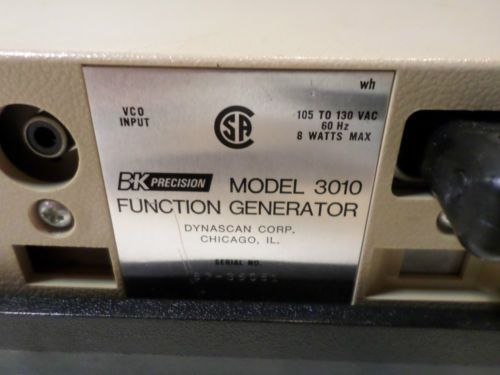 wh
VCO
INPUT
SA
105 TO 130 VAC
60 Hz
8 WATTS MAX
BK PRECISION MODEL 3010
FUNCTION GENERATOR
DYNASCAN CORP.
CHICAGO, IL.
SERIAL NO.